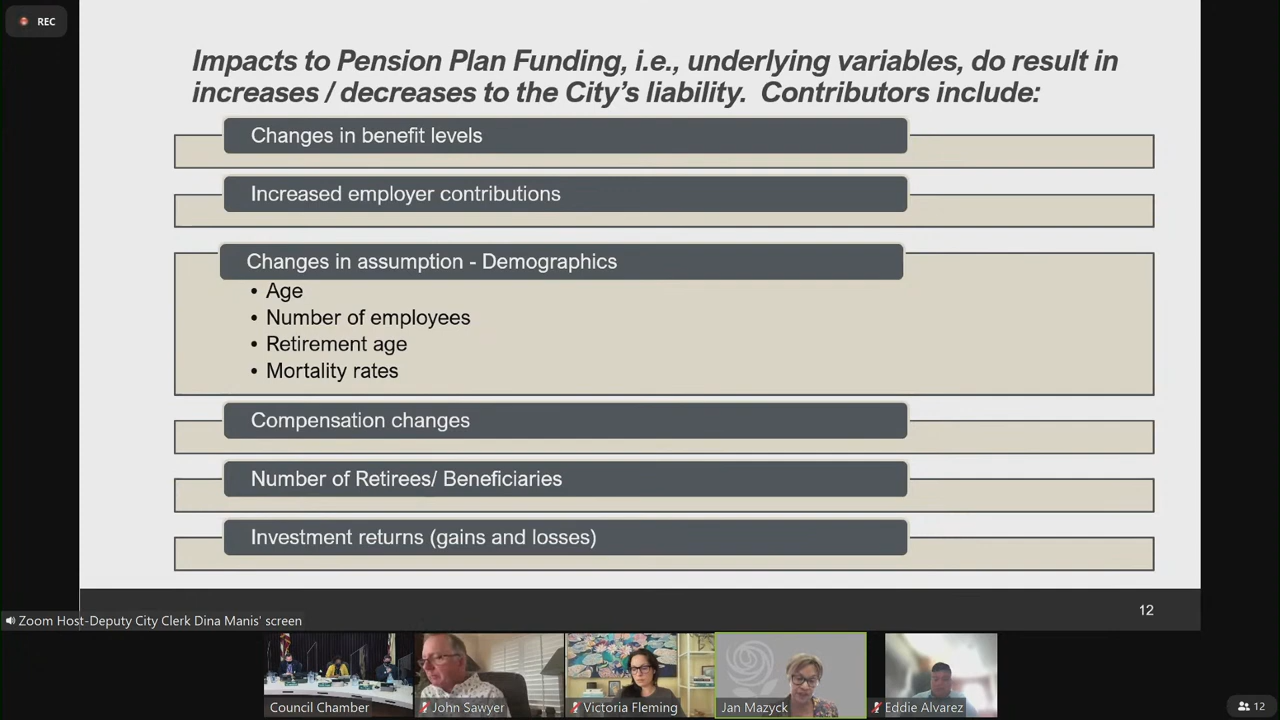 REC
Impacts to Pension Plan Funding, i.e., underlying variables, do result in
increases / decreases to the City's liability. Contributors include:
Changes in benefit levels
Increased employer contributions
Changes in assumption - Demographics
• Age
• Number of employees
• Retirement age
• Mortality rates
Compensation changes
Number of Retirees/ Beneficiaries
Investment returns (gains and losses)
12
Zoom Host-Deputy City Clerk Dina Manis' screen
Council Chamber
John Sawyer
Victoria Fleming
Jan Mazyck
Eddie Alvarez
12